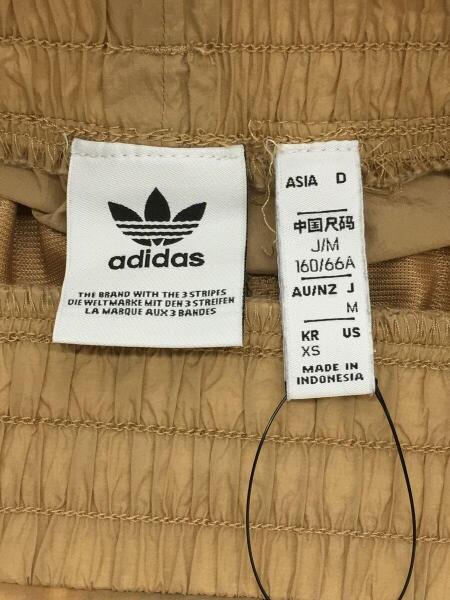 adidas
THE BRAND WITH THE 3 STRIPES
DIE WELTMARKE MIT DEN 3 STREIFEN
LA MARQUE AUX 3 BANDES
ASIA D
中国尺码
J/M
160/66A
AU/NZ J
M
KR US
XS
MADE IN
INDONESIA